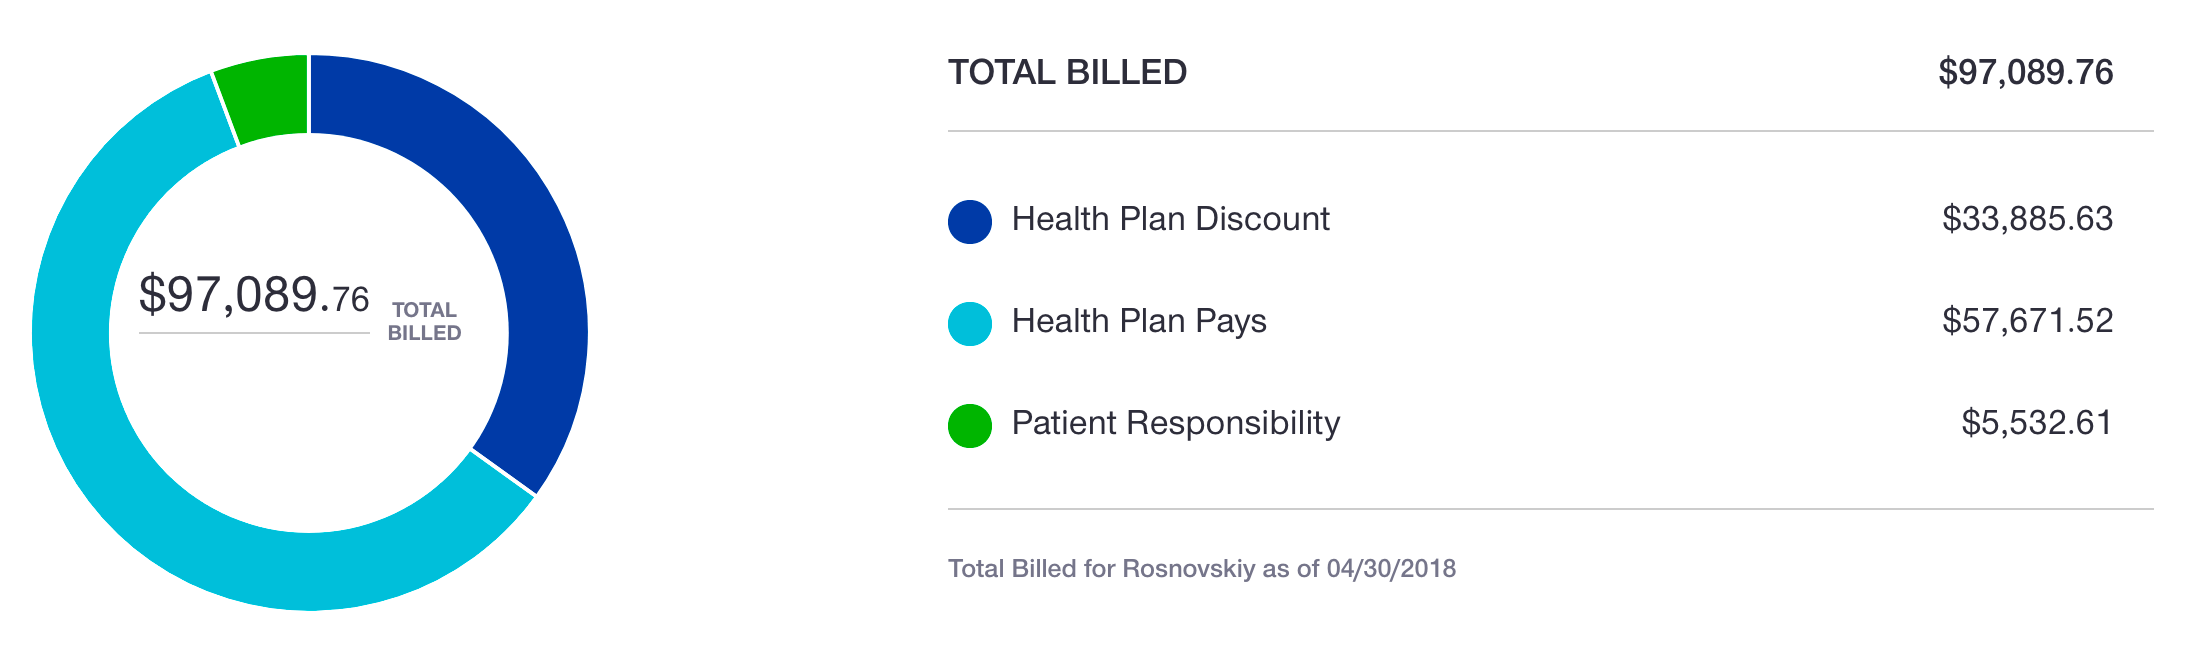 $97,089.76 TOTAL
BILLED
TOTAL BILLED $97,089.76
Health Plan Discount $33,885.63
Health Plan Pays $57,671.52
Patient Responsibility $5,532.61
Total Billed for Rosnovskiy as of 04/30/2018